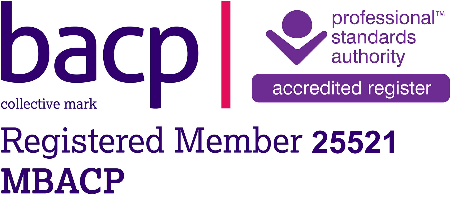 bacp
collective mark
professional™
standards
authority
accredited register
Registered Member 25521
MBACP